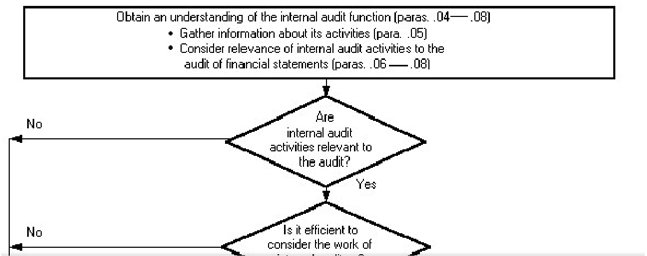 Obtain an understanding of the internal audit function (paras. .04—.08)
• Gather information about its activities (para. .05)
• Consider relevance of internal audit activities to the
audit of financial statements (paras. .06 — .08)
Are
internal audit
activities relevant to
the audit?
No
Yes
Is it efficient to
consider the work of
No